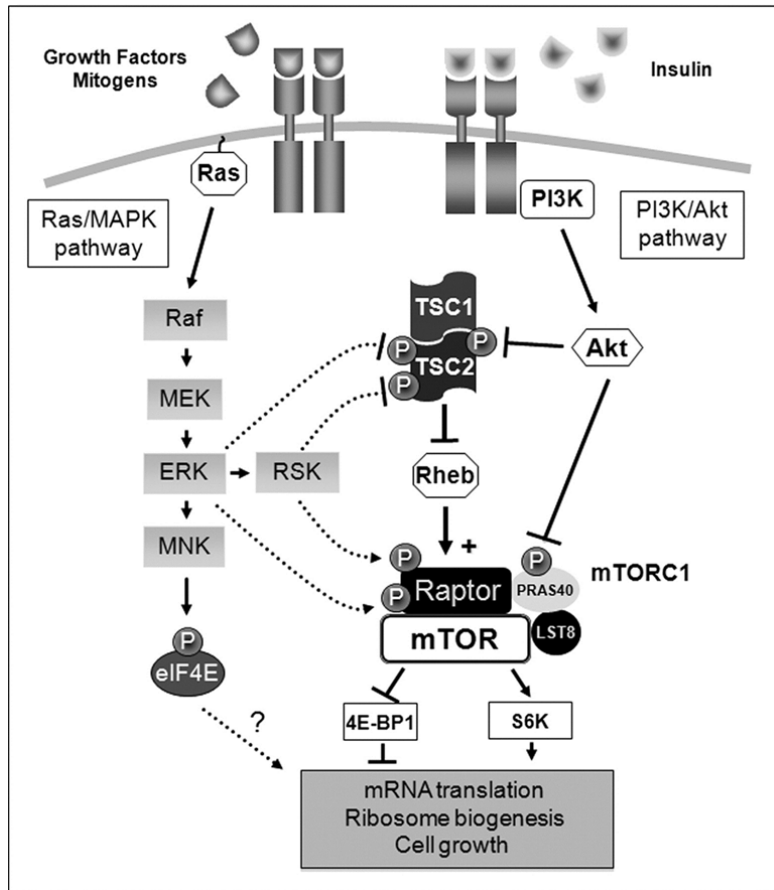 Growth Factors
Mitogens
Insulin
Ras
PI3K
Ras/MAPK
pathway
PI3K/Akt
pathway
TSC1
Raf
P
P
Akt
TSC2
P
MEK
ERK
RSK
Rheb
MNK
+
P
P
mTORC1
Raptor
PRAS40
P
mTOR
LST8
P
eIF4E
4E-BP1
S6K
?
mRNA translation
Ribosome biogenesis
Cell growth